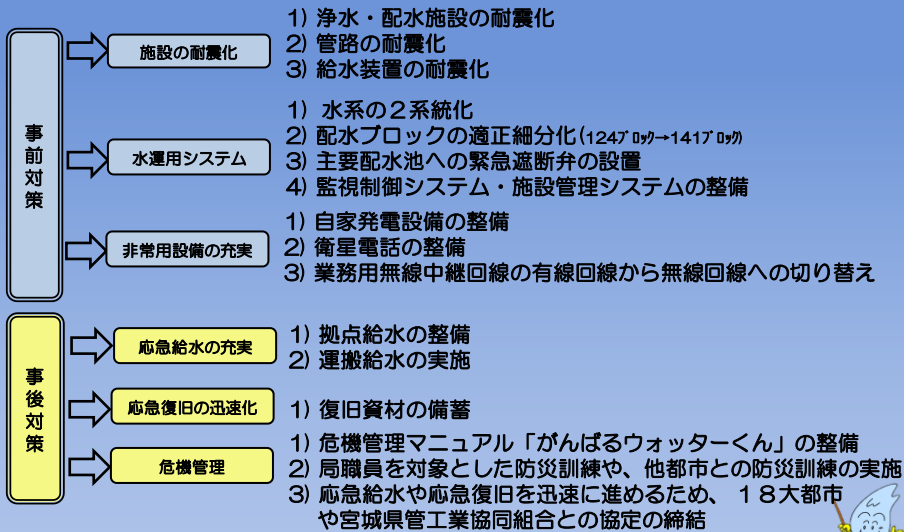 事前対策
施設の耐震化
1) 浄水・配水施設の耐震化
2) 管路の耐震化
3) 給水装置の耐震化
水運用システム
1) 水系の2系統化
2) 配水ブロックの適正細分化(124ブロック→141ブロック)
3) 主要配水池への緊急遮断弁の設置
4) 監視制御システム・施設管理システムの整備
非常用設備の充実
1) 自家発電設備の整備
2) 衛星電話の整備
3) 業務用無線中継回線の有線回線から無線回線への切り替え
事後対策
応急給水の充実
1) 拠点給水の整備
2) 運搬給水の実施
応急復旧の迅速化
1) 復旧資材の備蓄
危機管理
1) 危機管理マニュアル「がんばるウォッターくん」の整備
2) 局職員を対象とした防災訓練や、他都市との防災訓練の実施
3) 応急給水や応急復旧を迅速に進めるため、 18大都市
や宮城県管工業協同組合との協定の締結